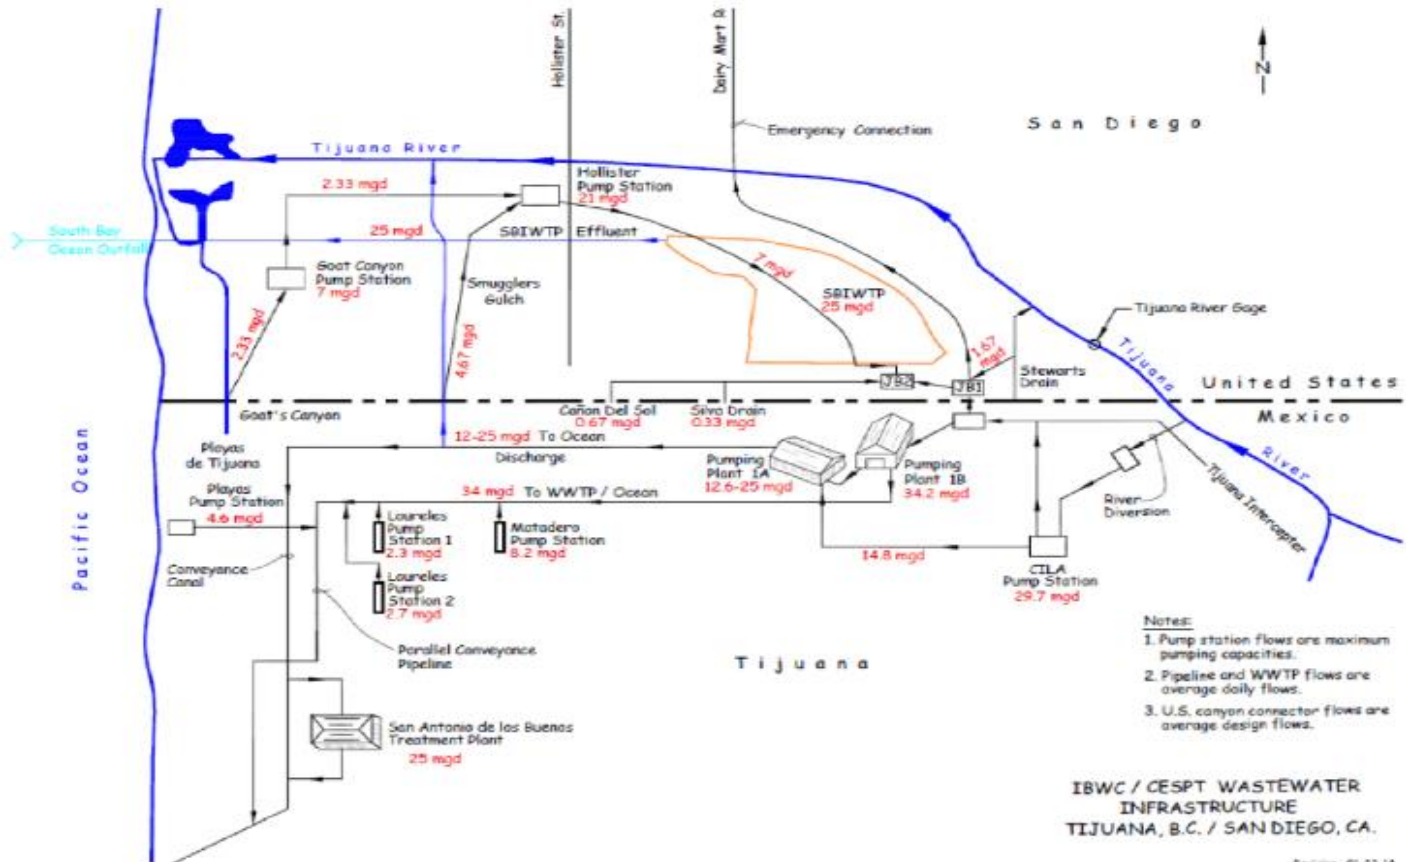 Hollister St.
Dairy Mart R
N
San Diego
Emergency Connection
Tijuana River
2.33 mgd
Hollister
Pump Station
21 mgd
South Bay
Ocean Outfall
25 mgd
SBIWTP Effluent
Goat Canyon
Pump Station
7 mgd
Smugglers
Gulch
7 mgd
SBIWTP
25 mgd
2.33 mgd
4.67 mgd
1.67 mgd
Tijuana River Gage
Tijuana
River
Stewarts
Drain
JB2
JB1
United States
Mexico
Goat's Canyon
Cañon Del Sol
0.67 mgd
Silva Drain
0.33 mgd
12-25 mgd To Ocean
Discharge
Playas
de Tijuana
Playas
Pump Station
4.6 mgd
Pumping
Plant 1A
12.6-25 mgd
Pumping
Plant 1B
34.2 mgd
34 mgd To WWTP / Ocean
River
Diversion
Tijuana Interceptor
Pacific Ocean
Laureles
Pump
Station 1
2.3 mgd
Matadero
Pump Station
8.2 mgd
14.8 mgd
CILA
Pump Station
29.7 mgd
Conveyance
Canal
Laureles
Pump
Station 2
2.7 mgd
Parallel Conveyance
Pipeline
Tijuana
Notes:
1. Pump station flows are maximum
pumping capacities.
2. Pipeline and WWTP flows are
average daily flows.
3. U.S. canyon connector flows are
average design flows.
San Antonio de los Buenos
Treatment Plant
25 mgd
IBWC / CESPT WASTEWATER
INFRASTRUCTURE
TIJUANA, B.C. / SAN DIEGO, CA.